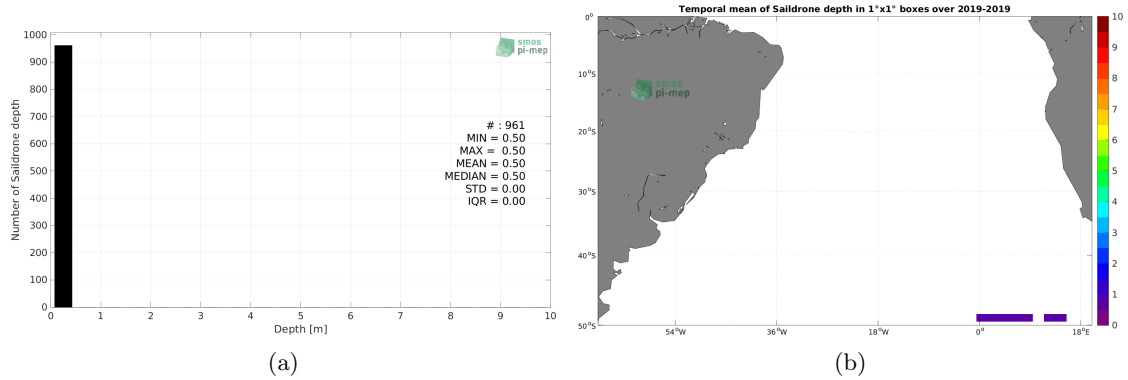 1000
900
800
700
600
500
400
300
200
100
0
Number of Saildrone depth
smos
pi-mep
# : 961
MIN = 0.50
MAX = 0.50
MEAN = 0.50
MEDIAN = 0.50
STD = 0.00
IQR = 0.00
0 1 2 3 4 5 6 7 8 9 10
Depth [m]
(a)
Temporal mean of Saildrone depth in 1°x1° boxes over 2019-2019
0°
10°S
20°S
30°S
40°S
50°S
smos
pi-mep
54°W 36°W 18°W 0° 18°E
10
9
8
7
6
5
4
3
2
1
0
(b)